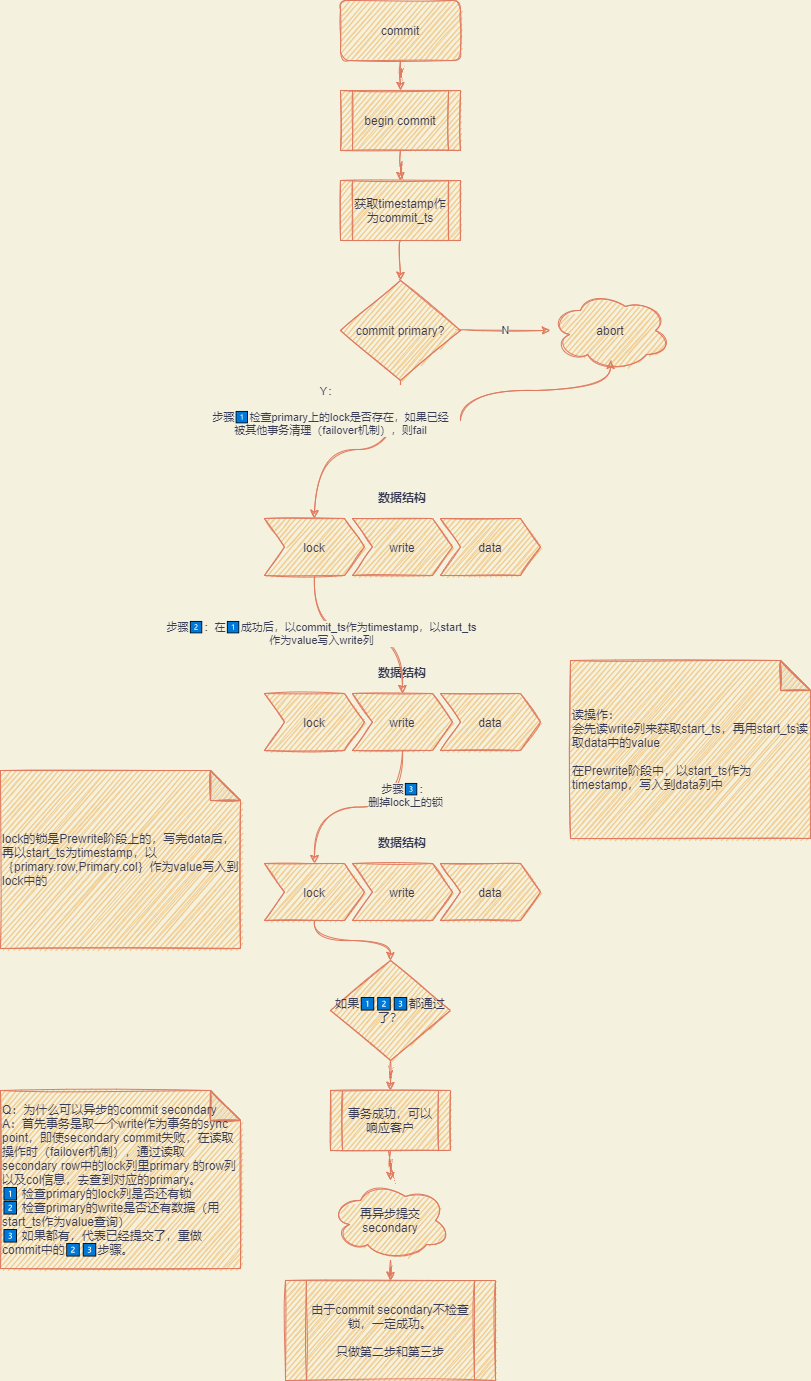 commit
begin commit
获取timestamp作
为commit_ts
commit primary?
N
abort
Y：
步骤1️⃣检查primary上的lock是否存在，如果已经
被其他事务清理（failover机制），则fail
数据结构
lock
write
data
步骤2️⃣：在1️⃣成功后，以commit_ts作为timestamp，以start_ts
作为value写入write列
数据结构
lock
write
data
读操作：
会先读write列来获取start_ts，再用start_ts读
取data中的value
在Prewrite阶段中，以start_ts作为
timestamp，写入到data列中
步骤3️⃣：
删掉lock上的锁
lock的锁是Prewrite阶段上的，写完data后，
再以start_ts为timestamp，以
｛primary.row,Primary.col｝作为value写入到
lock中的
数据结构
lock
write
data
如果1️⃣2️⃣3️⃣都通过
了？
事务成功，可以
响应客户
Q：为什么可以异步的commit secondary
A：首先事务是取一个write作为事务的sync
point，即使secondary commit失败，在读取
操作时（failover机制），通过读取
secondary row中的lock列里primary 的row列
以及col信息，去查到对应的primary。
1️⃣ 检查primary的lock列是否还有锁
2️⃣ 检查primary的write是否还有数据（用
start_ts作为value查询）
3️⃣ 如果都有，代表已经提交了，重做
commit中的2️⃣3️⃣步骤。
再异步提交
secondary
由于commit secondary不检查
锁，一定成功。
只做第二步和第三步